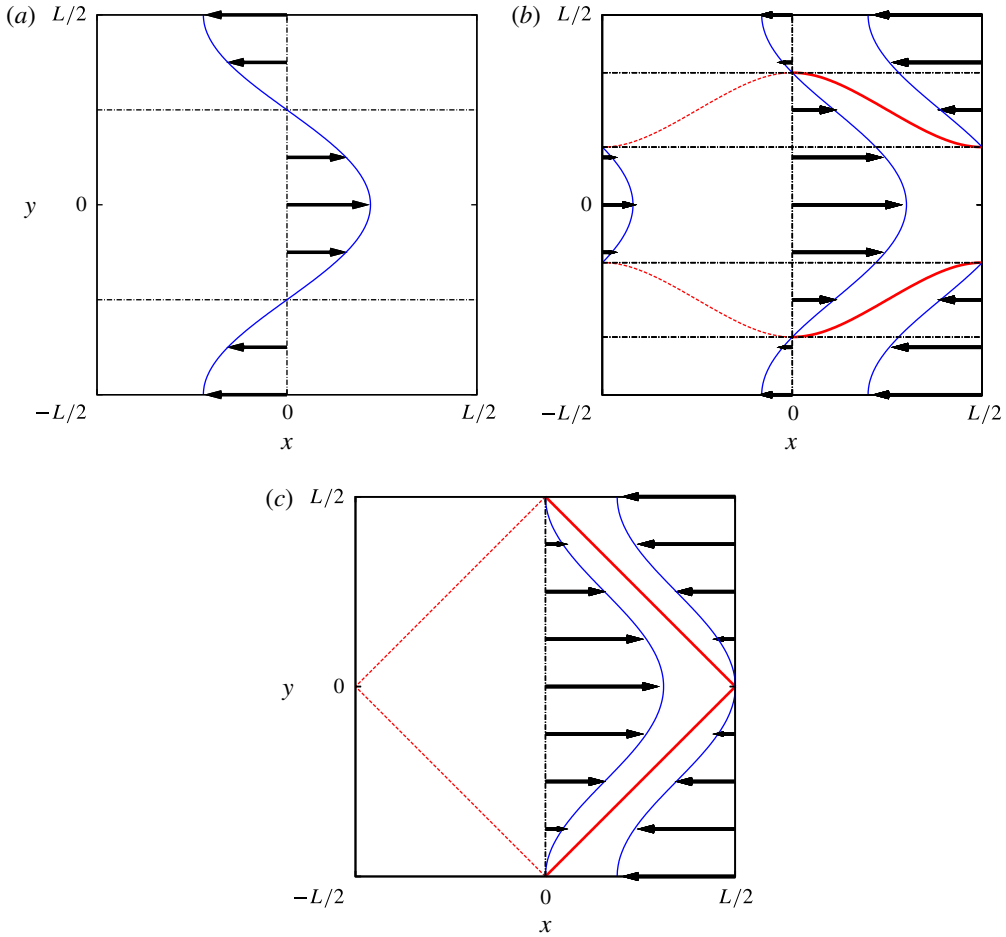 (a) L/2 (b) L/2
y 0 0
−L/2 −L/2
0 L/2 0 L/2
x x
(c) L/2
y 0
−L/2 0 L/2
x